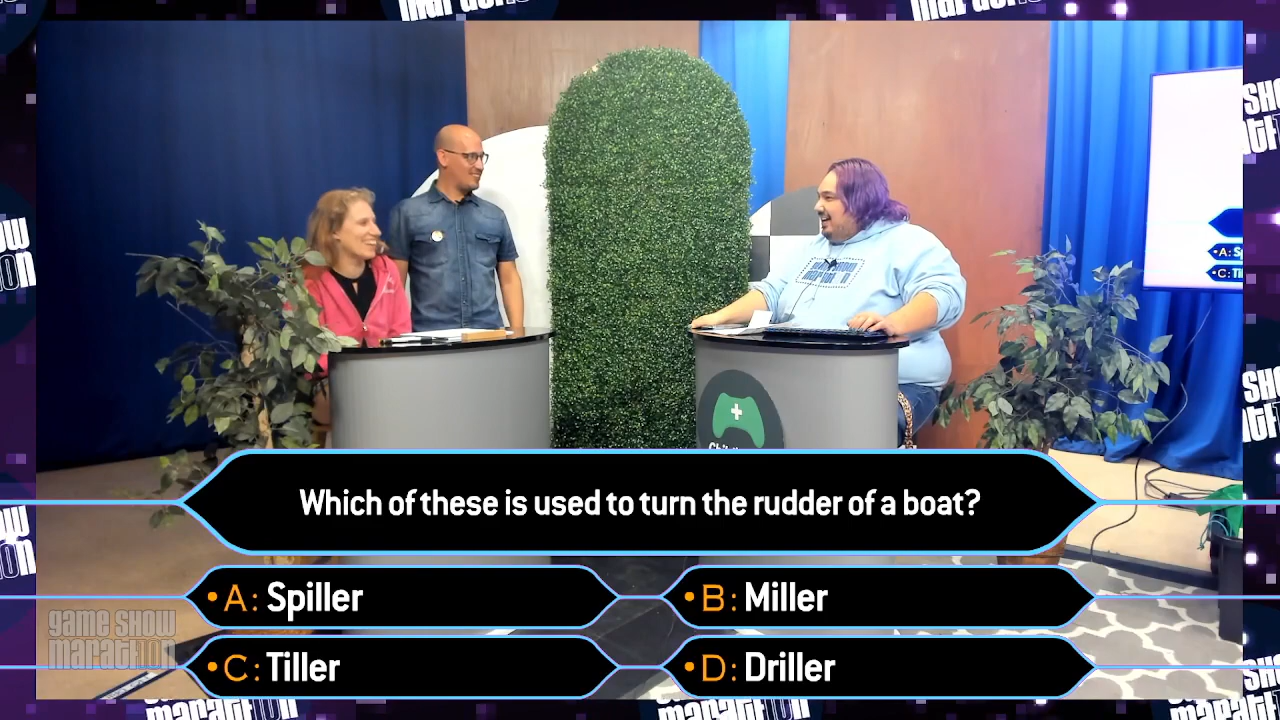 Which of these is used to turn the rudder of a boat?
A: Spiller
B: Miller
C: Tiller
D: Driller
game show
marathon